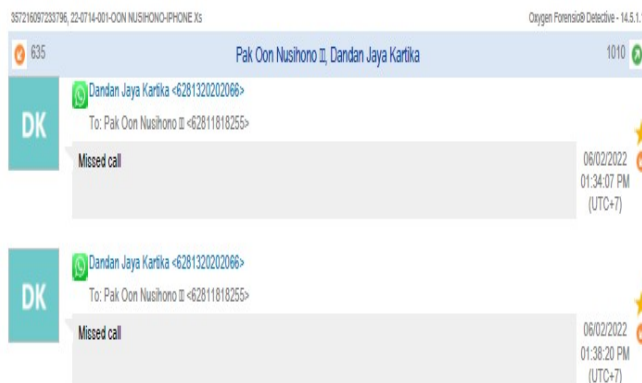 357216097233796, 22-0714-001-OON NUSIHONO-IPHONE Xs Oxygen Forensic® Detective - 14.5.1.
635 Pak Oon Nusihono II, Dandan Jaya Kartika 1010
DK
Dandan Jaya Kartika <6281320202066>
To: Pak Oon Nusihono II <62811818255>
Missed call
06/02/2022
01:34:07 PM
(UTC+7)
DK
Dandan Jaya Kartika <6281320202066>
To: Pak Oon Nusihono II <62811818255>
Missed call
06/02/2022
01:38:20 PM
(UTC+7)